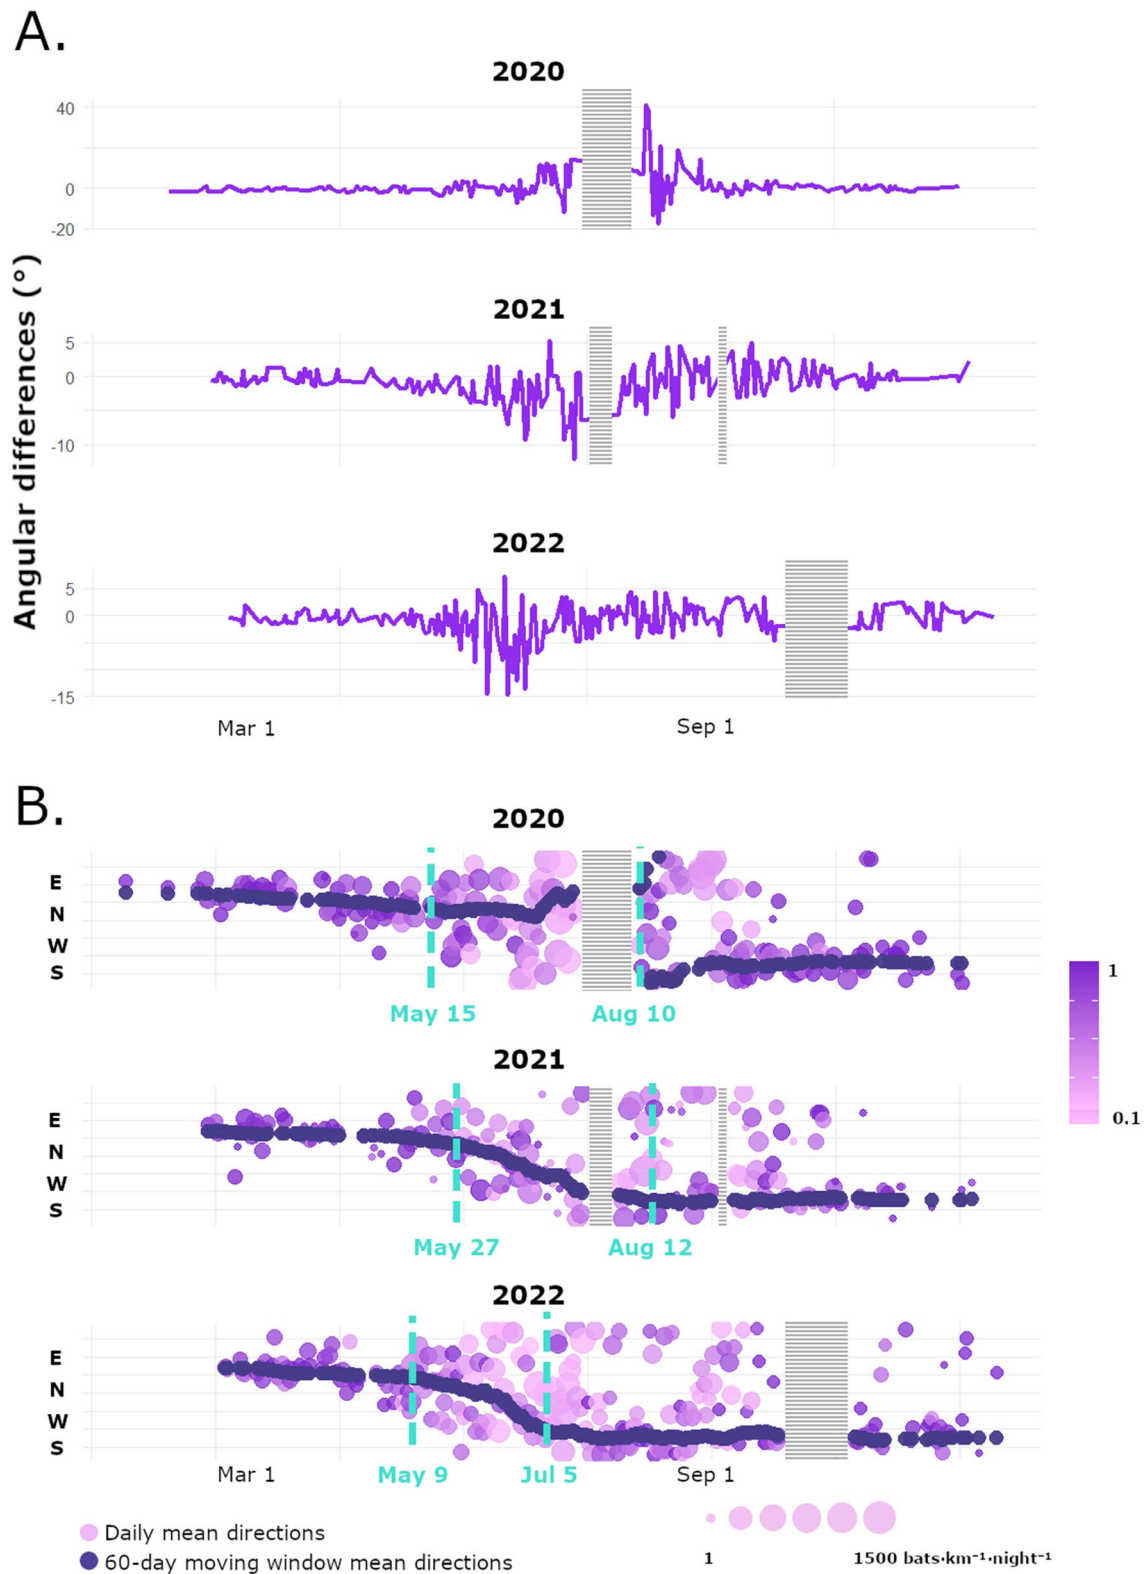 A.
2020
40
0
-20
Angular differences (°)
2021
5
0
-10
2022
5
0
-15
Mar 1
Sep 1
B.
2020
E
N
W
S
May 15
Aug 10
1
0.1
2021
E
N
W
S
May 27
Aug 12
2022
E
N
W
S
Mar 1
May 9
Jul 5
Sep 1
Daily mean directions
60-day moving window mean directions
1
1500 bats·km⁻¹·night⁻¹